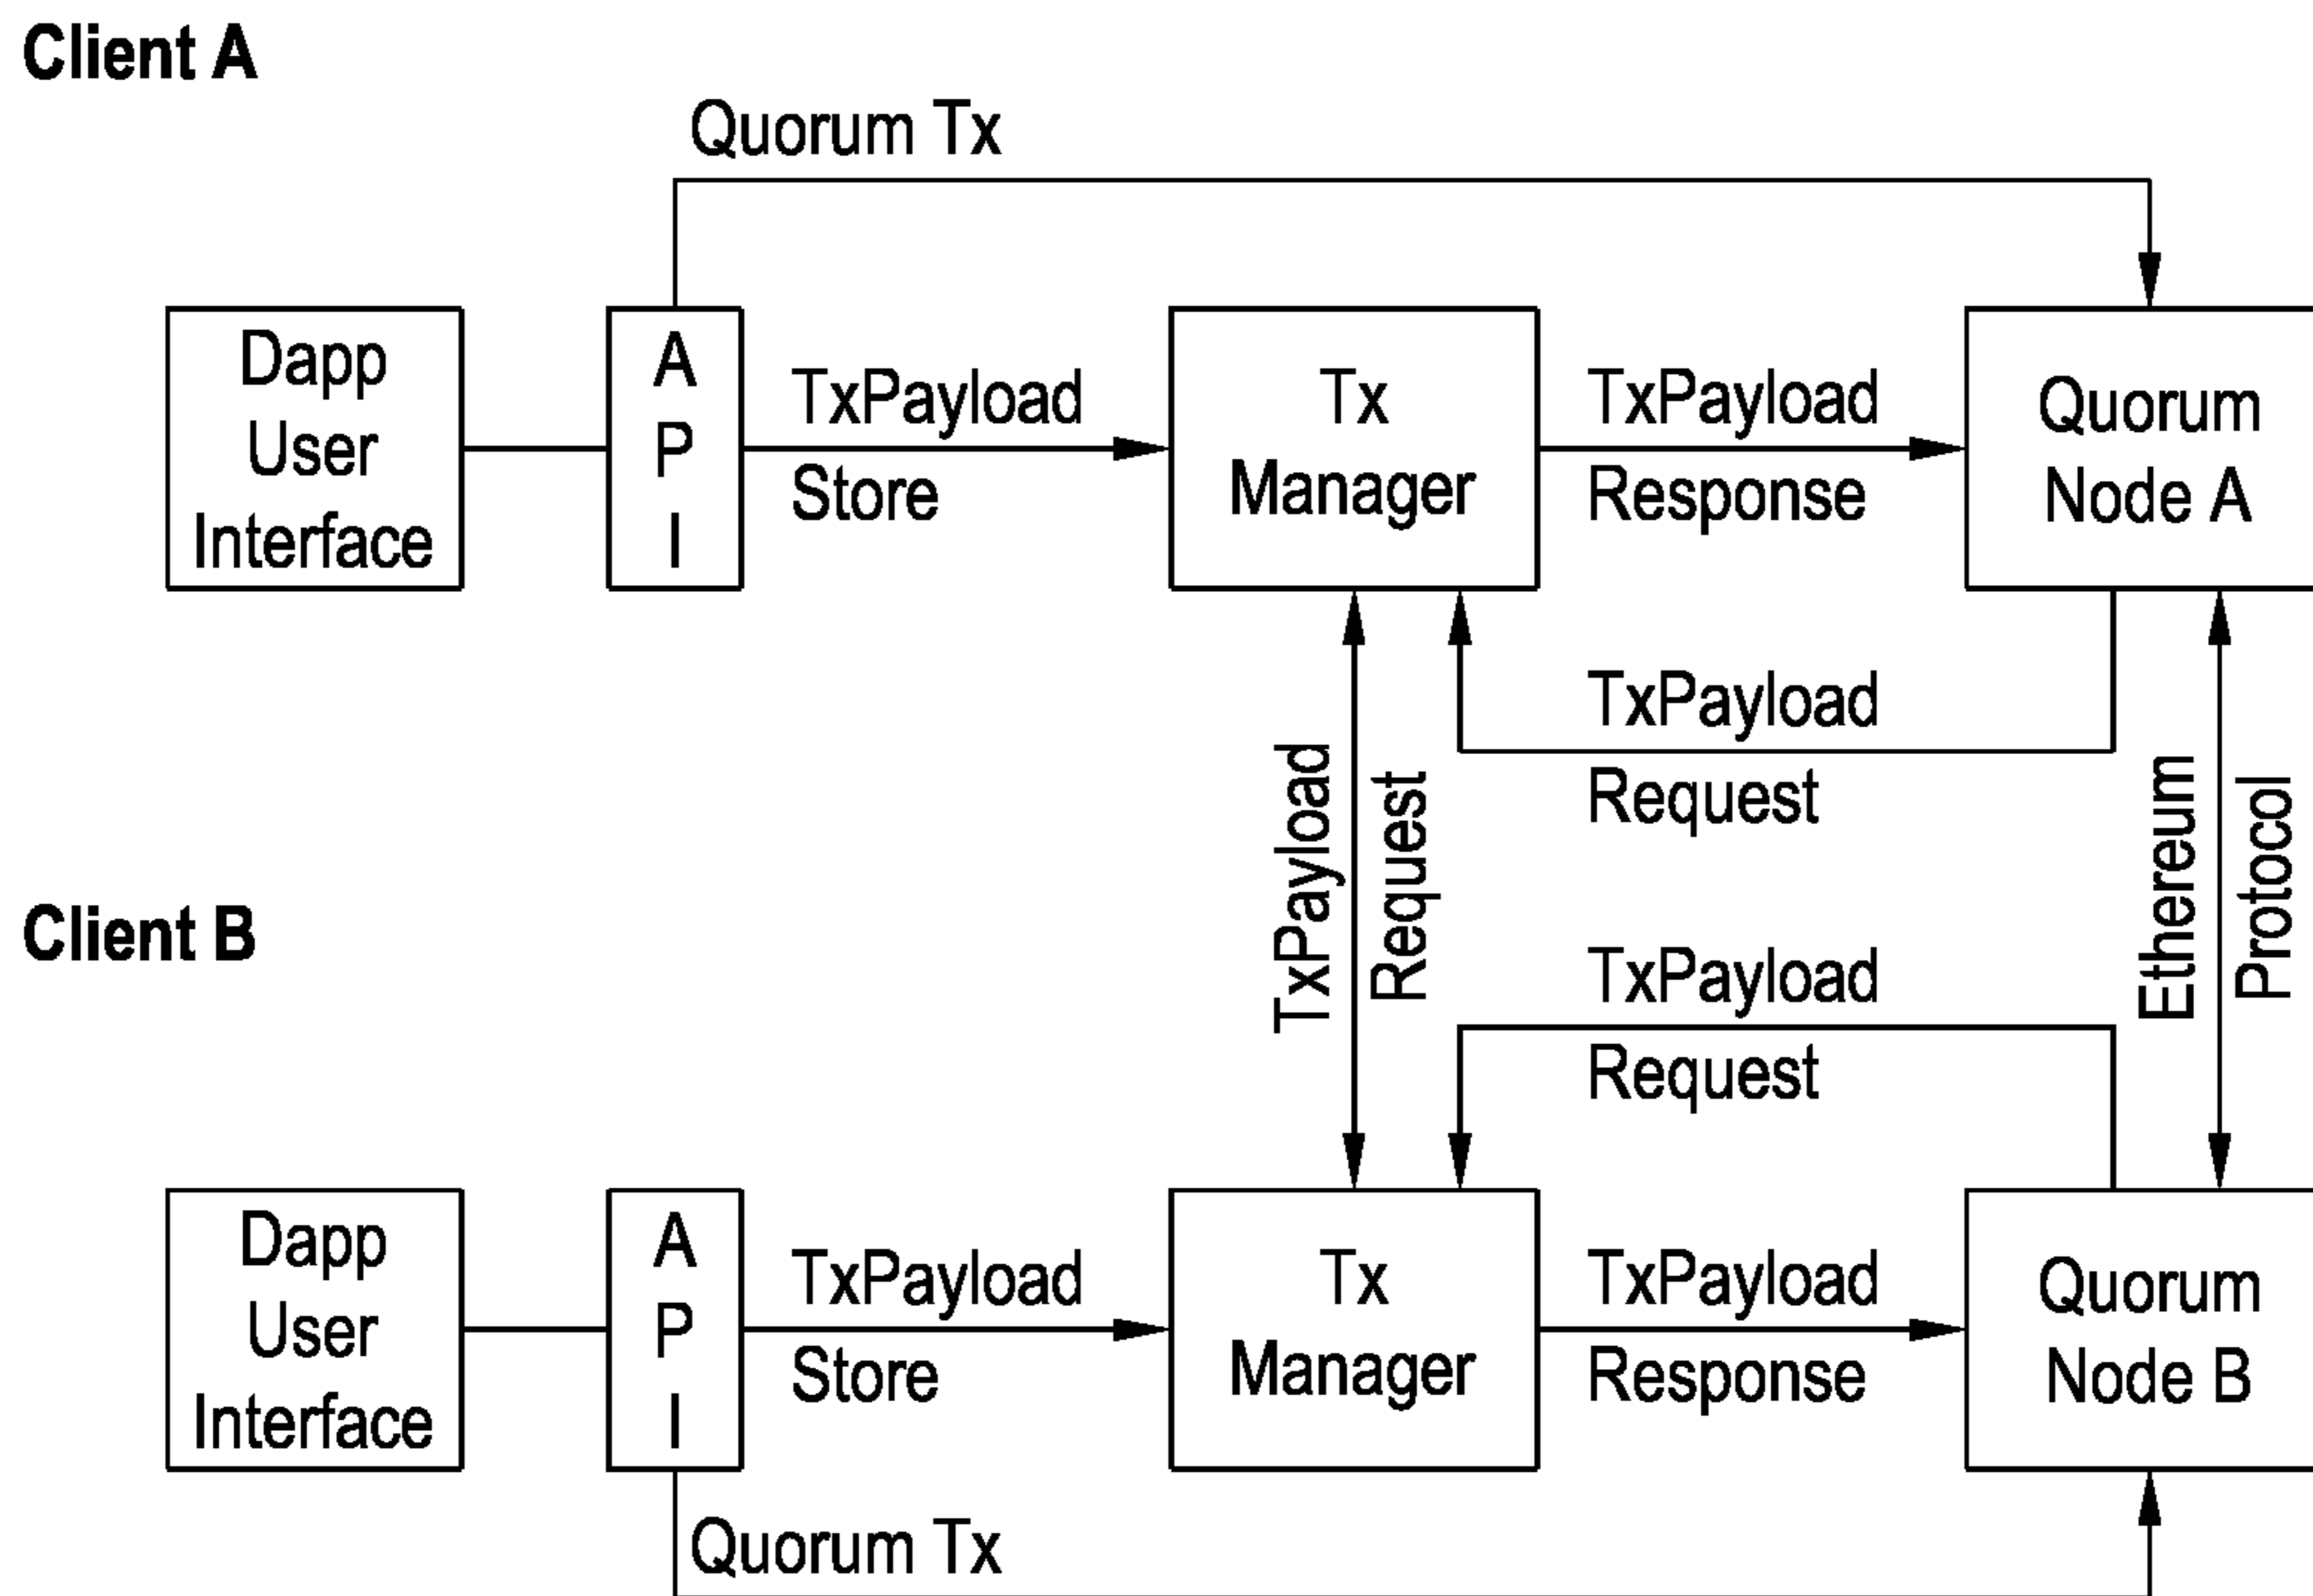 Client A
Quorum Tx
Dapp
User
Interface
A
P
I
TxPayload
Store
Tx
Manager
TxPayload
Response
Quorum
Node A
TxPayload
Request
TxPayload
Request
Ethereum
Protocol
Client B
TxPayload
Request
Dapp
User
Interface
A
P
I
TxPayload
Store
Tx
Manager
TxPayload
Response
Quorum
Node B
Quorum Tx